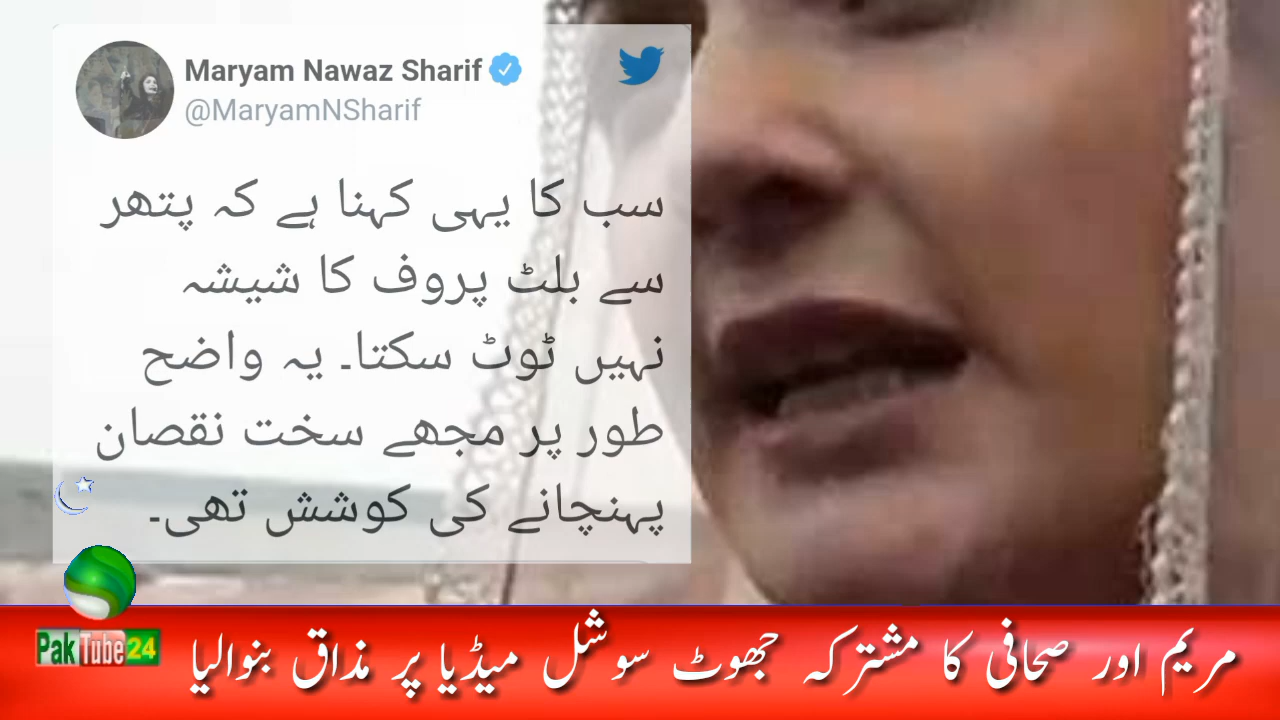 Maryam Nawaz Sharif
@MaryamNSharif
سب کا یہی کہنا ہے کہ پتھر
سے بلٹ پروف کا شیشہ
نہیں ٹوٹ سکتا۔ یہ واضح
طور پر مجھے سخت نقصان
پہنچانے کی کوشش تھی۔
مریم اور صحافی کا مشترکہ جھوٹ سوشل میڈیا پر مذاق بنوالیا
PakTube24